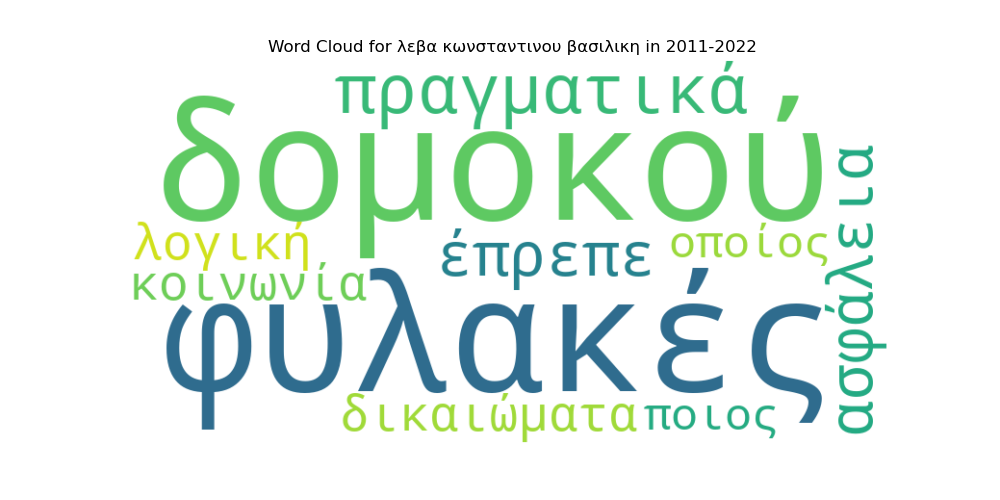 Word Cloud for λεβα κωνσταντινου βασιλικη in 2011-2022
πραγματικά
δομοκού
ασφάλεια
λογική
έπρεπε
οποίος
κοινωνία
φυλακές
δικαιώματα
ποιος